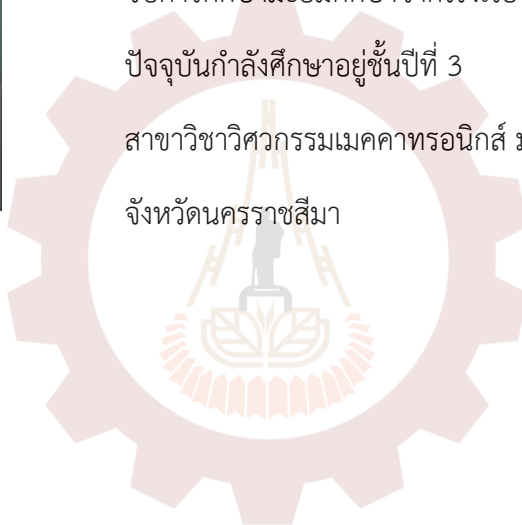 ปัจจุบันกำลังศึกษาอยู่ชั้นปีที่ 3
สาขาวิชาวิศวกรรมเมคคาทรอนิกส์
จังหวัดนครราชสีมา